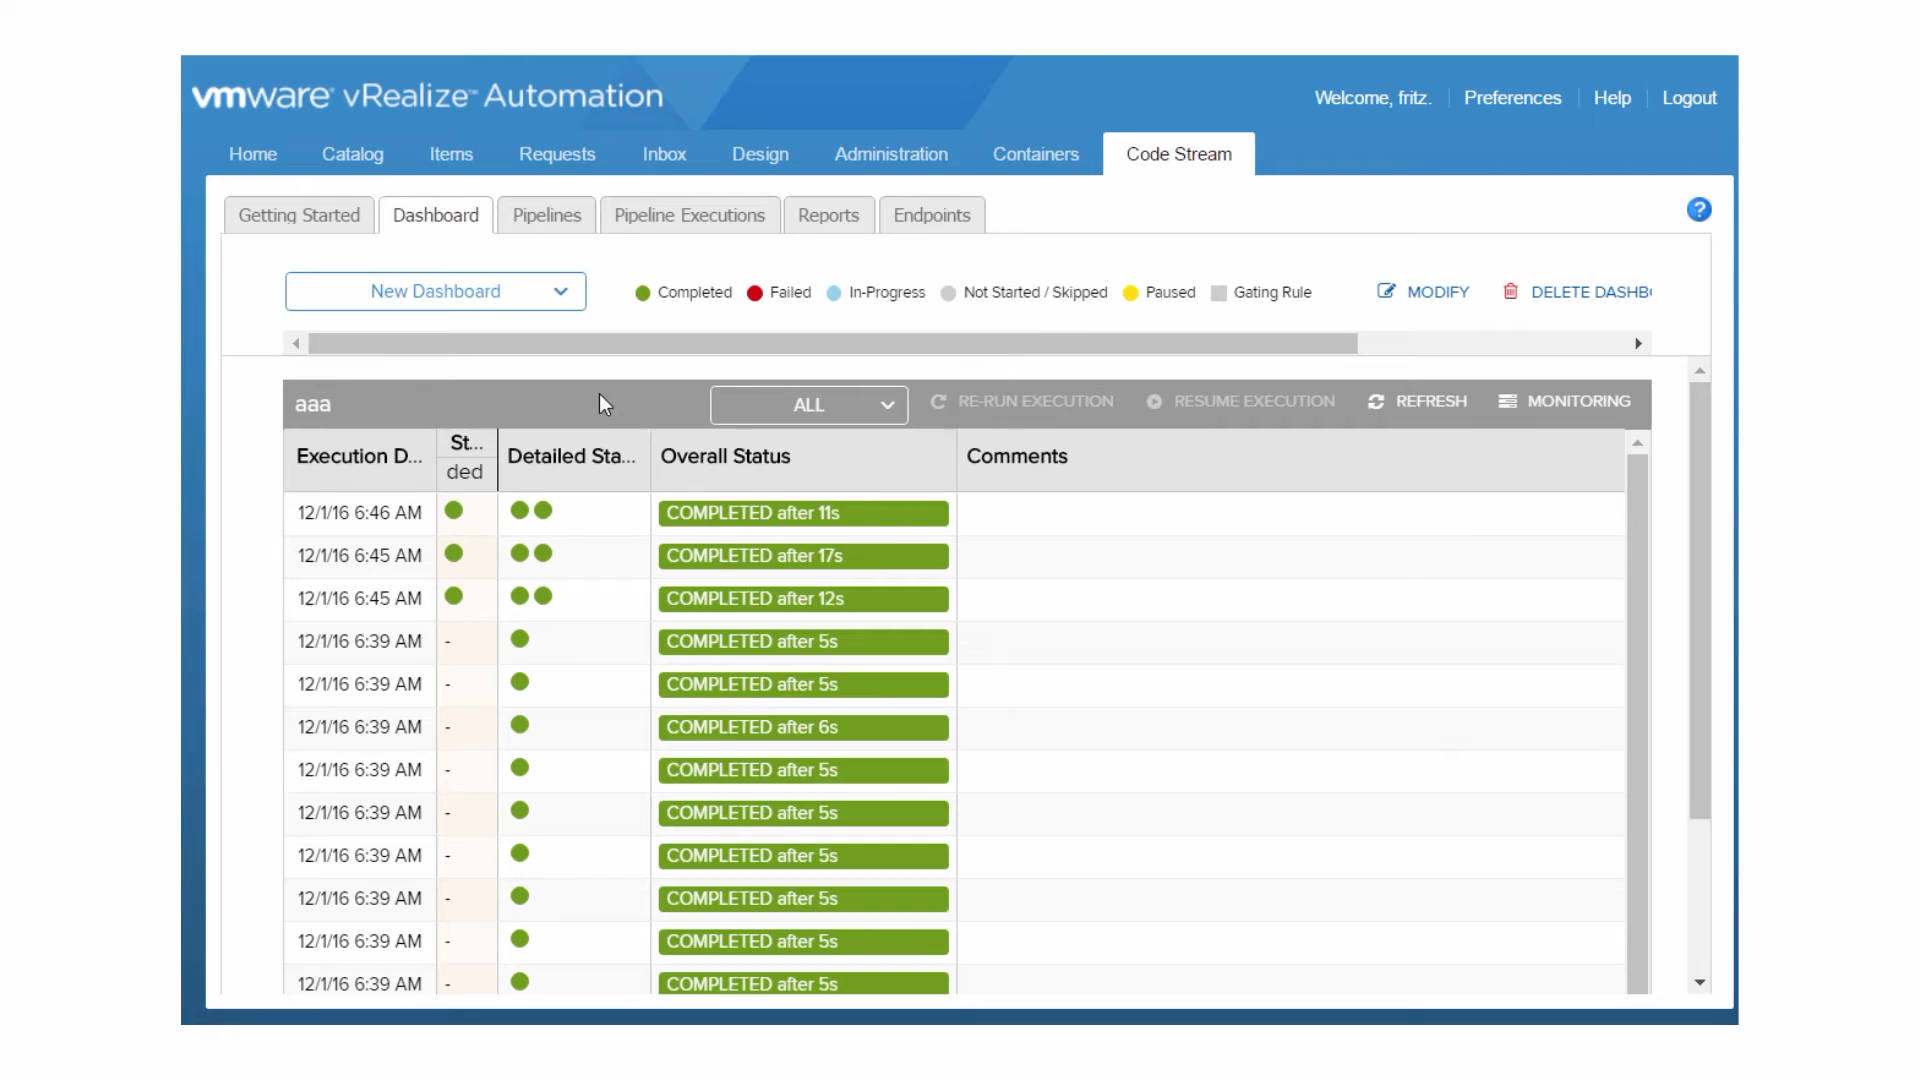 vmware vRealize™ Automation
Welcome, fritz. Preferences Help Logout
Home Catalog Items Requests Inbox Design Administration Containers Code Stream
Getting Started Dashboard Pipelines Pipeline Executions Reports Endpoints ?
New Dashboard Completed Failed In-Progress Not Started / Skipped Paused Gating Rule MODIFY DELETE DASHB
aaa ALL RE-RUN EXECUTION RESUME EXECUTION REFRESH MONITORING
Execution D... St... Detailed Sta... Overall Status Comments
ded
12/1/16 6:46 AM COMPLETED after 11s
12/1/16 6:45 AM COMPLETED after 17s
12/1/16 6:45 AM COMPLETED after 12s
12/1/16 6:39 AM - COMPLETED after 5s
12/1/16 6:39 AM - COMPLETED after 5s
12/1/16 6:39 AM - COMPLETED after 6s
12/1/16 6:39 AM - COMPLETED after 5s
12/1/16 6:39 AM - COMPLETED after 5s
12/1/16 6:39 AM - COMPLETED after 5s
12/1/16 6:39 AM - COMPLETED after 5s
12/1/16 6:39 AM - COMPLETED after 5s
12/1/16 6:39 AM - COMPLETED after 5s